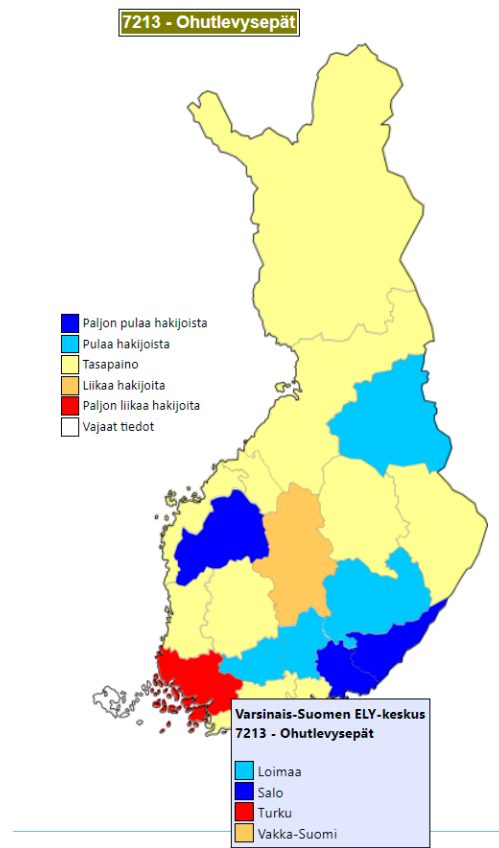 7213 - Ohutlevysepät
Paljon pulaa hakijoista
Pulaa hakijoista
Tasapaino
Liikaa hakijoita
Paljon liikaa hakijoita
Vajaat tiedot
Varsinais-Suomen ELY-keskus
7213 - Ohutlevysepät
Loimaa
Salo
Turku
Vakka-Suomi